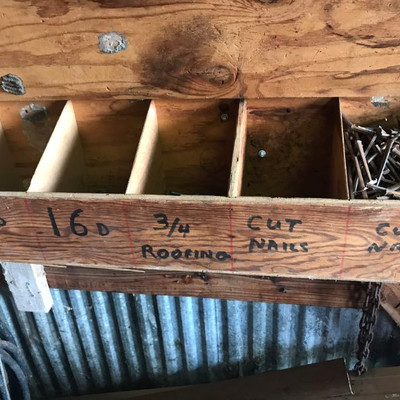 16D
3/4
ROOFING
CUT
NAILS